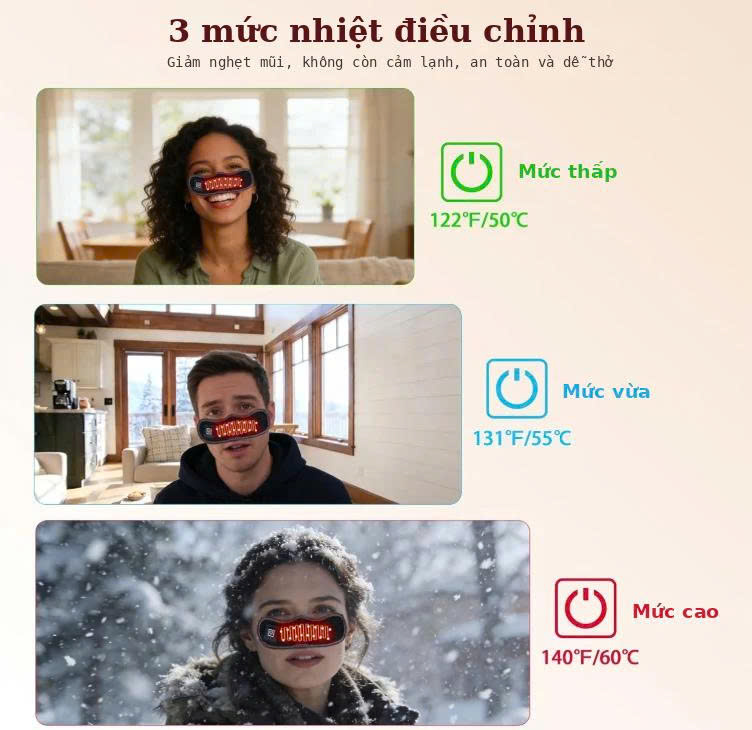 3 mức nhiệt điều chỉnh
Giảm nghẹt mũi, không còn cảm lạnh, an toàn và dễ thở
Mức thấp
122°F/50℃
Mức vừa
131°F/55℃
Mức cao
140°F/60℃